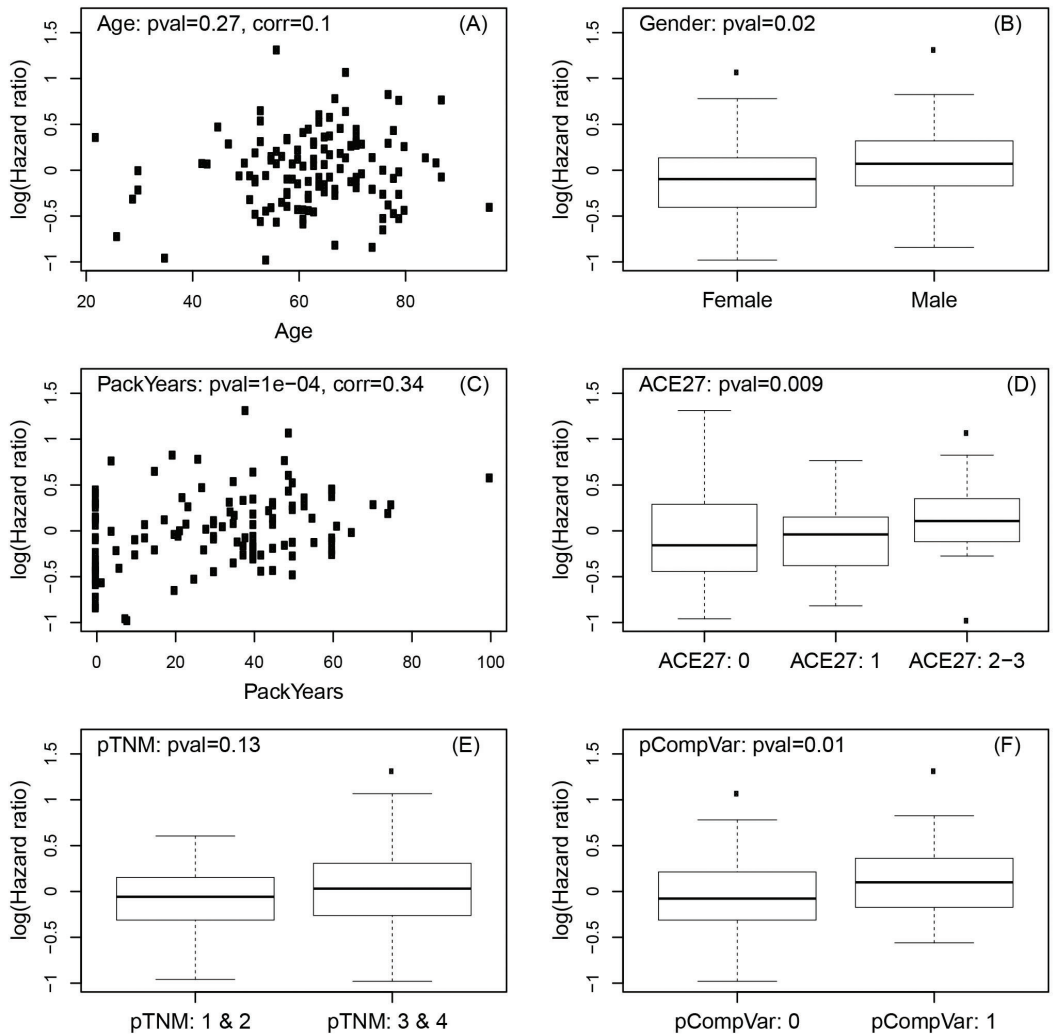 Age: pval=0.27, corr=0.1 (A)
log(Hazard ratio)
1.5
1
0.5
0
−0.5
−1
20 40 60 80
Age
Gender: pval=0.02 (B)
log(Hazard ratio)
1.5
1
0.5
0
−0.5
−1
Female Male
PackYears: pval=1e−04, corr=0.34 (C)
log(Hazard ratio)
1.5
1
0.5
0
−0.5
−1
0 20 40 60 80 100
PackYears
ACE27: pval=0.009 (D)
log(Hazard ratio)
1.5
1
0.5
0
−0.5
−1
ACE27: 0 ACE27: 1 ACE27: 2−3
pTNM: pval=0.13 (E)
log(Hazard ratio)
1.5
1
0.5
0
−0.5
−1
pTNM: 1 & 2 pTNM: 3 & 4
pCompVar: pval=0.01 (F)
log(Hazard ratio)
1.5
1
0.5
0
−0.5
−1
pCompVar: 0 pCompVar: 1